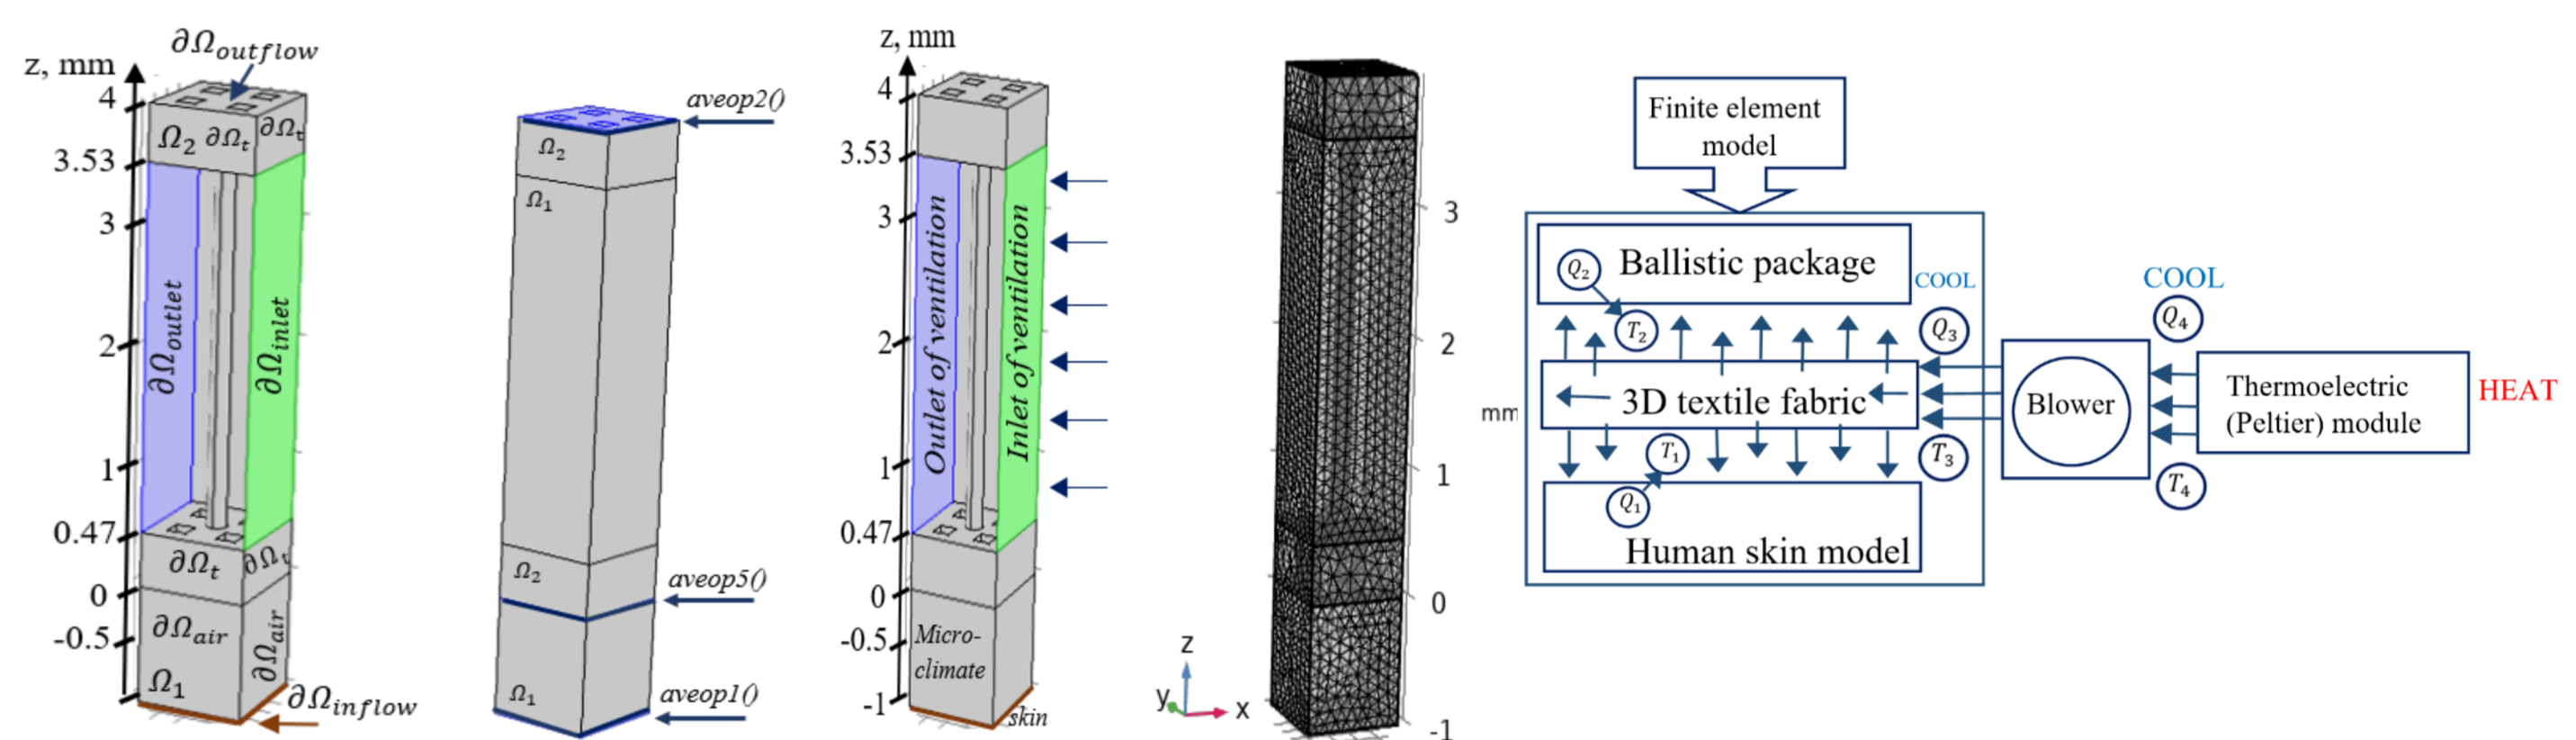 ∂Ω_outflow
z, mm
4
Ω₂ ∂Ω_t ∂Ω_t
3.53
3
∂Ω_outlet
∂Ω_inlet
2
1
0.47
∂Ω_t ∂Ω_t
0
∂Ω_air ∂Ω_air
-0.5
Ω₁
∂Ω_inflow
aveop2()
Ω₂
Ω₁
Ω₂
aveop5()
Ω₁
aveop1()
z, mm
4
3.53
3
Outlet of ventilation
Inlet of ventilation
2
1
0.47
0
-0.5
Micro-
climate
-1
skin
3
2
mm
1
0
-1
z
y
x
Finite element
model
Q₂
Ballistic package
COOL
T₂
Q₃
3D textile fabric
T₁
T₃
Q₁
Human skin model
Blower
COOL
Q₄
Thermoelectric
(Peltier) module
HEAT
T₄